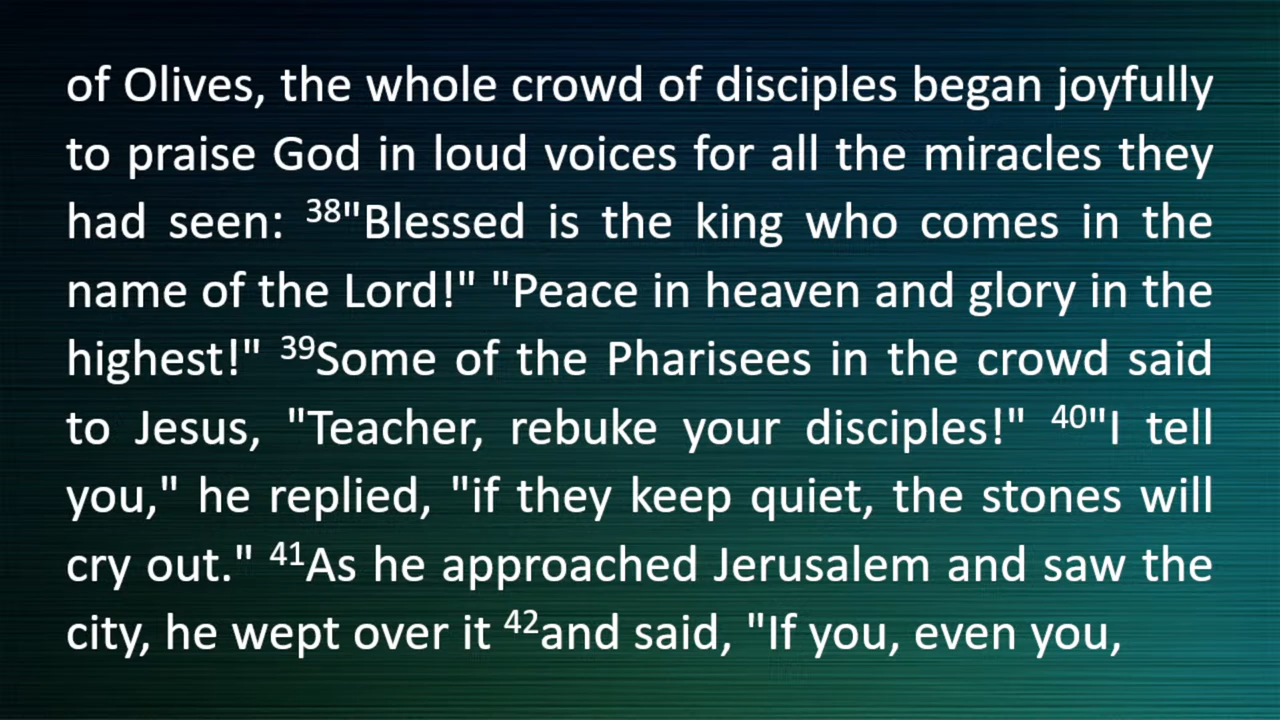 of Olives, the whole crowd of disciples began joyfully
to praise God in loud voices for all the miracles they
had seen: 38"Blessed is the king who comes in the
name of the Lord!" "Peace in heaven and glory in the
highest!" 39Some of the Pharisees in the crowd said
to Jesus, "Teacher, rebuke your disciples!" 40"I tell
you," he replied, "if they keep quiet, the stones will
cry out." 41As he approached Jerusalem and saw the
city, he wept over it 42and said, "If you, even you,